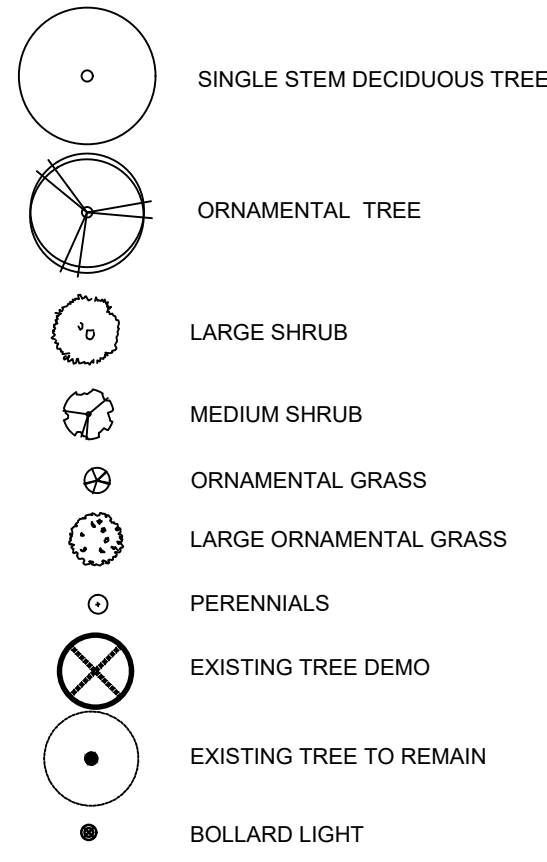 SINGLE STEM DECIDUOUS TREE
ORNAMENTAL TREE
LARGE SHRUB
MEDIUM SHRUB
ORNAMENTAL GRASS
LARGE ORNAMENTAL GRASS
PERENNIALS
EXISTING TREE DEMO
EXISTING TREE TO REMAIN
BOLLARD LIGHT